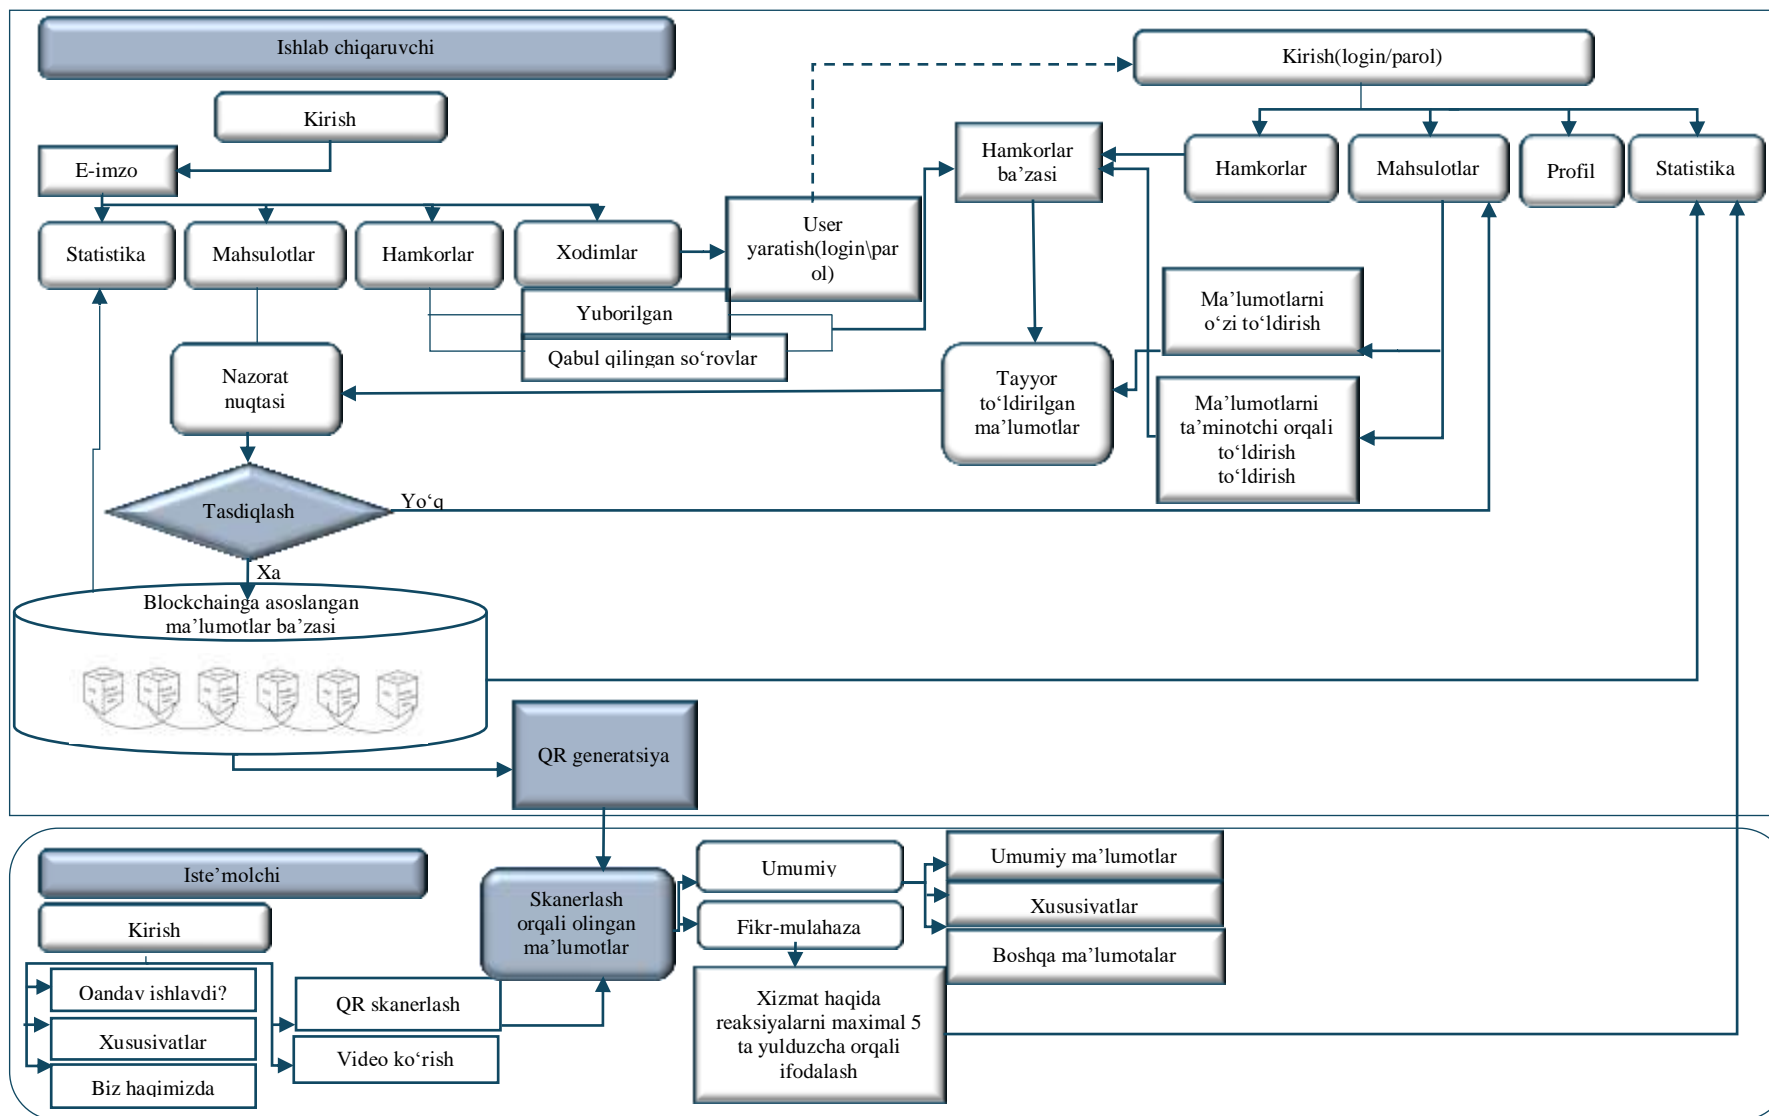 Ishlab chiqaruvchi
Kirish(login/parol)
Kirish
E-imzo
Hamkorlar
ba’zasi
Hamkorlar
Mahsulotlar
Profil
Statistika
Statistika
Mahsulotlar
Hamkorlar
Xodimlar
User
yaratish(login\par
ol)
Yuborilgan
Qabul qilingan so‘rovlar
Ma’lumotlarni
o‘zi to‘ldirish
Nazorat
nuqtasi
Tayyor
to‘ldirilgan
ma’lumotlar
Ma’lumotlarni
ta’minotchi orqali
to‘ldirish
to‘ldirish
Tasdiqlash
Yo‘q
Xa
Blockchainga asoslangan
ma’lumotlar ba’zasi
QR generatsiya
Iste’molchi
Kirish
Oandav ishlavdi?
Xususivatlar
Biz haqimizda
QR skanerlash
Video ko‘rish
Skanerlash
orqali olingan
ma’lumotlar
Umumiy
Fikr-mulahaza
Umumiy ma’lumotlar
Xususivatlar
Boshqa ma’lumotalar
Xizmat haqida
reaksiyalarni maximal 5
ta yulduzcha orqali
ifodalash